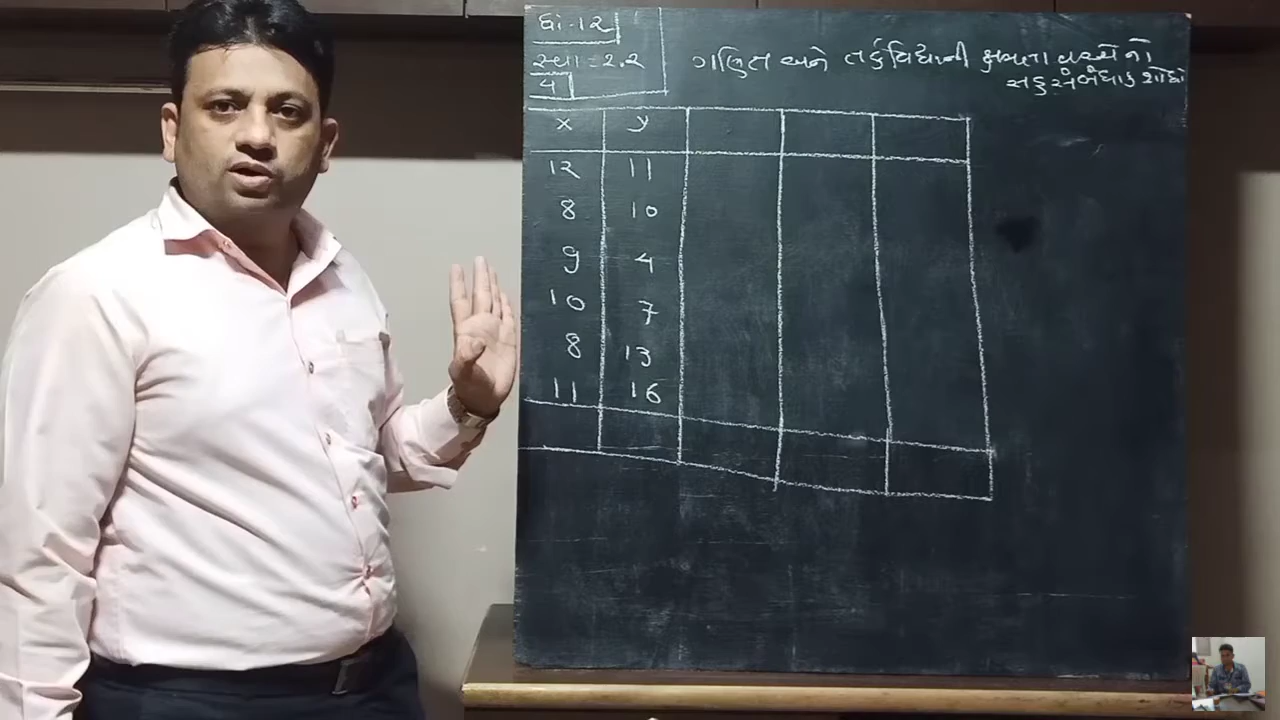 ધો.12
સ્વા = 2.2
4
ગણિત અને તર્કવિદ્યાની ક્ષમતા વચ્ચેનો
સહસંબંધાંક શોધો
x y
12 11
8 10
9 4
10 7
8 13
11 16